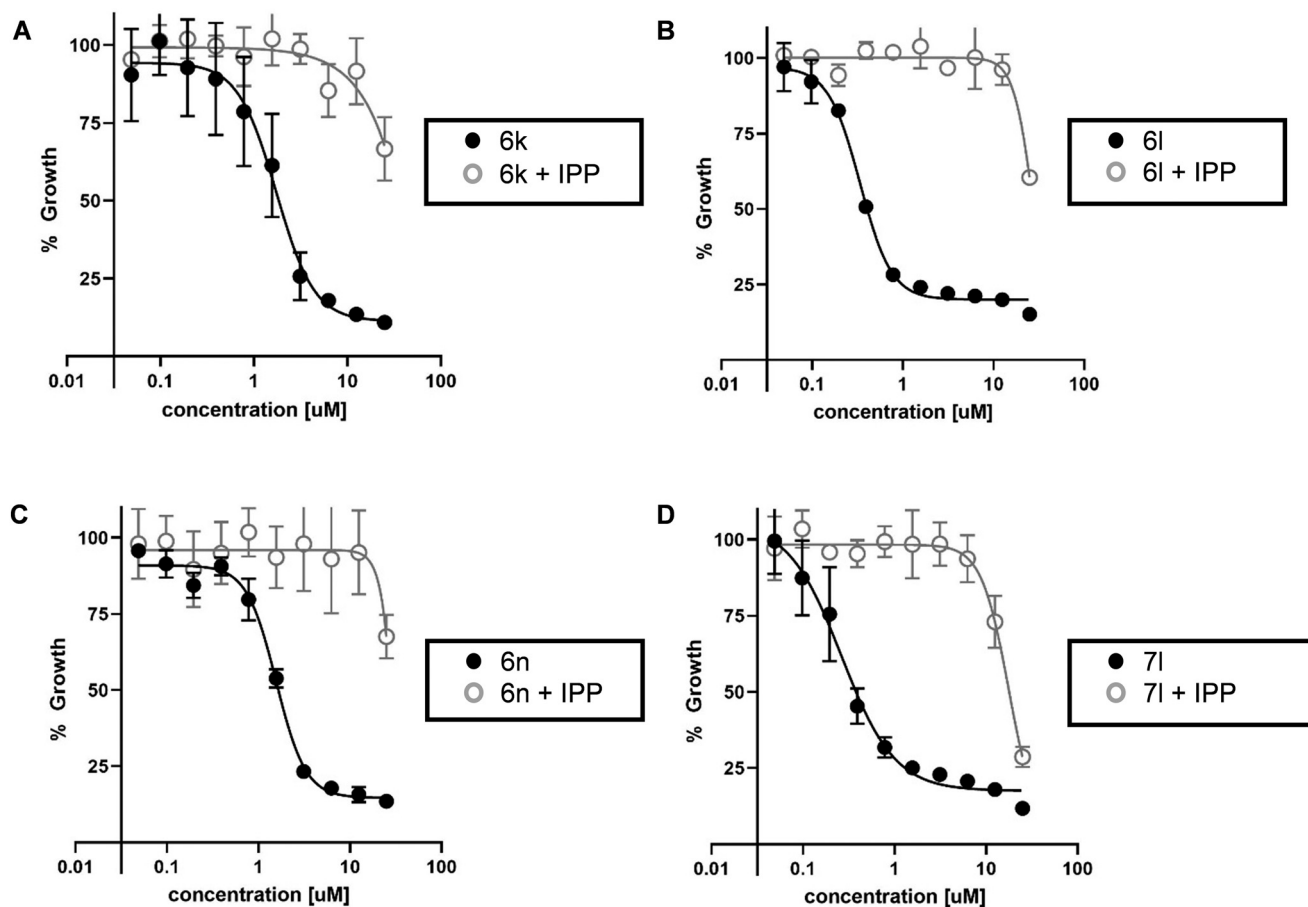 A
100
75
50
25
% Growth
0.01 0.1 1 10 100
concentration [uM]
6k
6k + IPP
B
100
75
50
25
% Growth
0.01 0.1 1 10 100
concentration [uM]
6l
6l + IPP
C
100
75
50
25
% Growth
0.01 0.1 1 10 100
concentration [uM]
6n
6n + IPP
D
100
75
50
25
% Growth
0.01 0.1 1 10 100
concentration [uM]
7l
7l + IPP